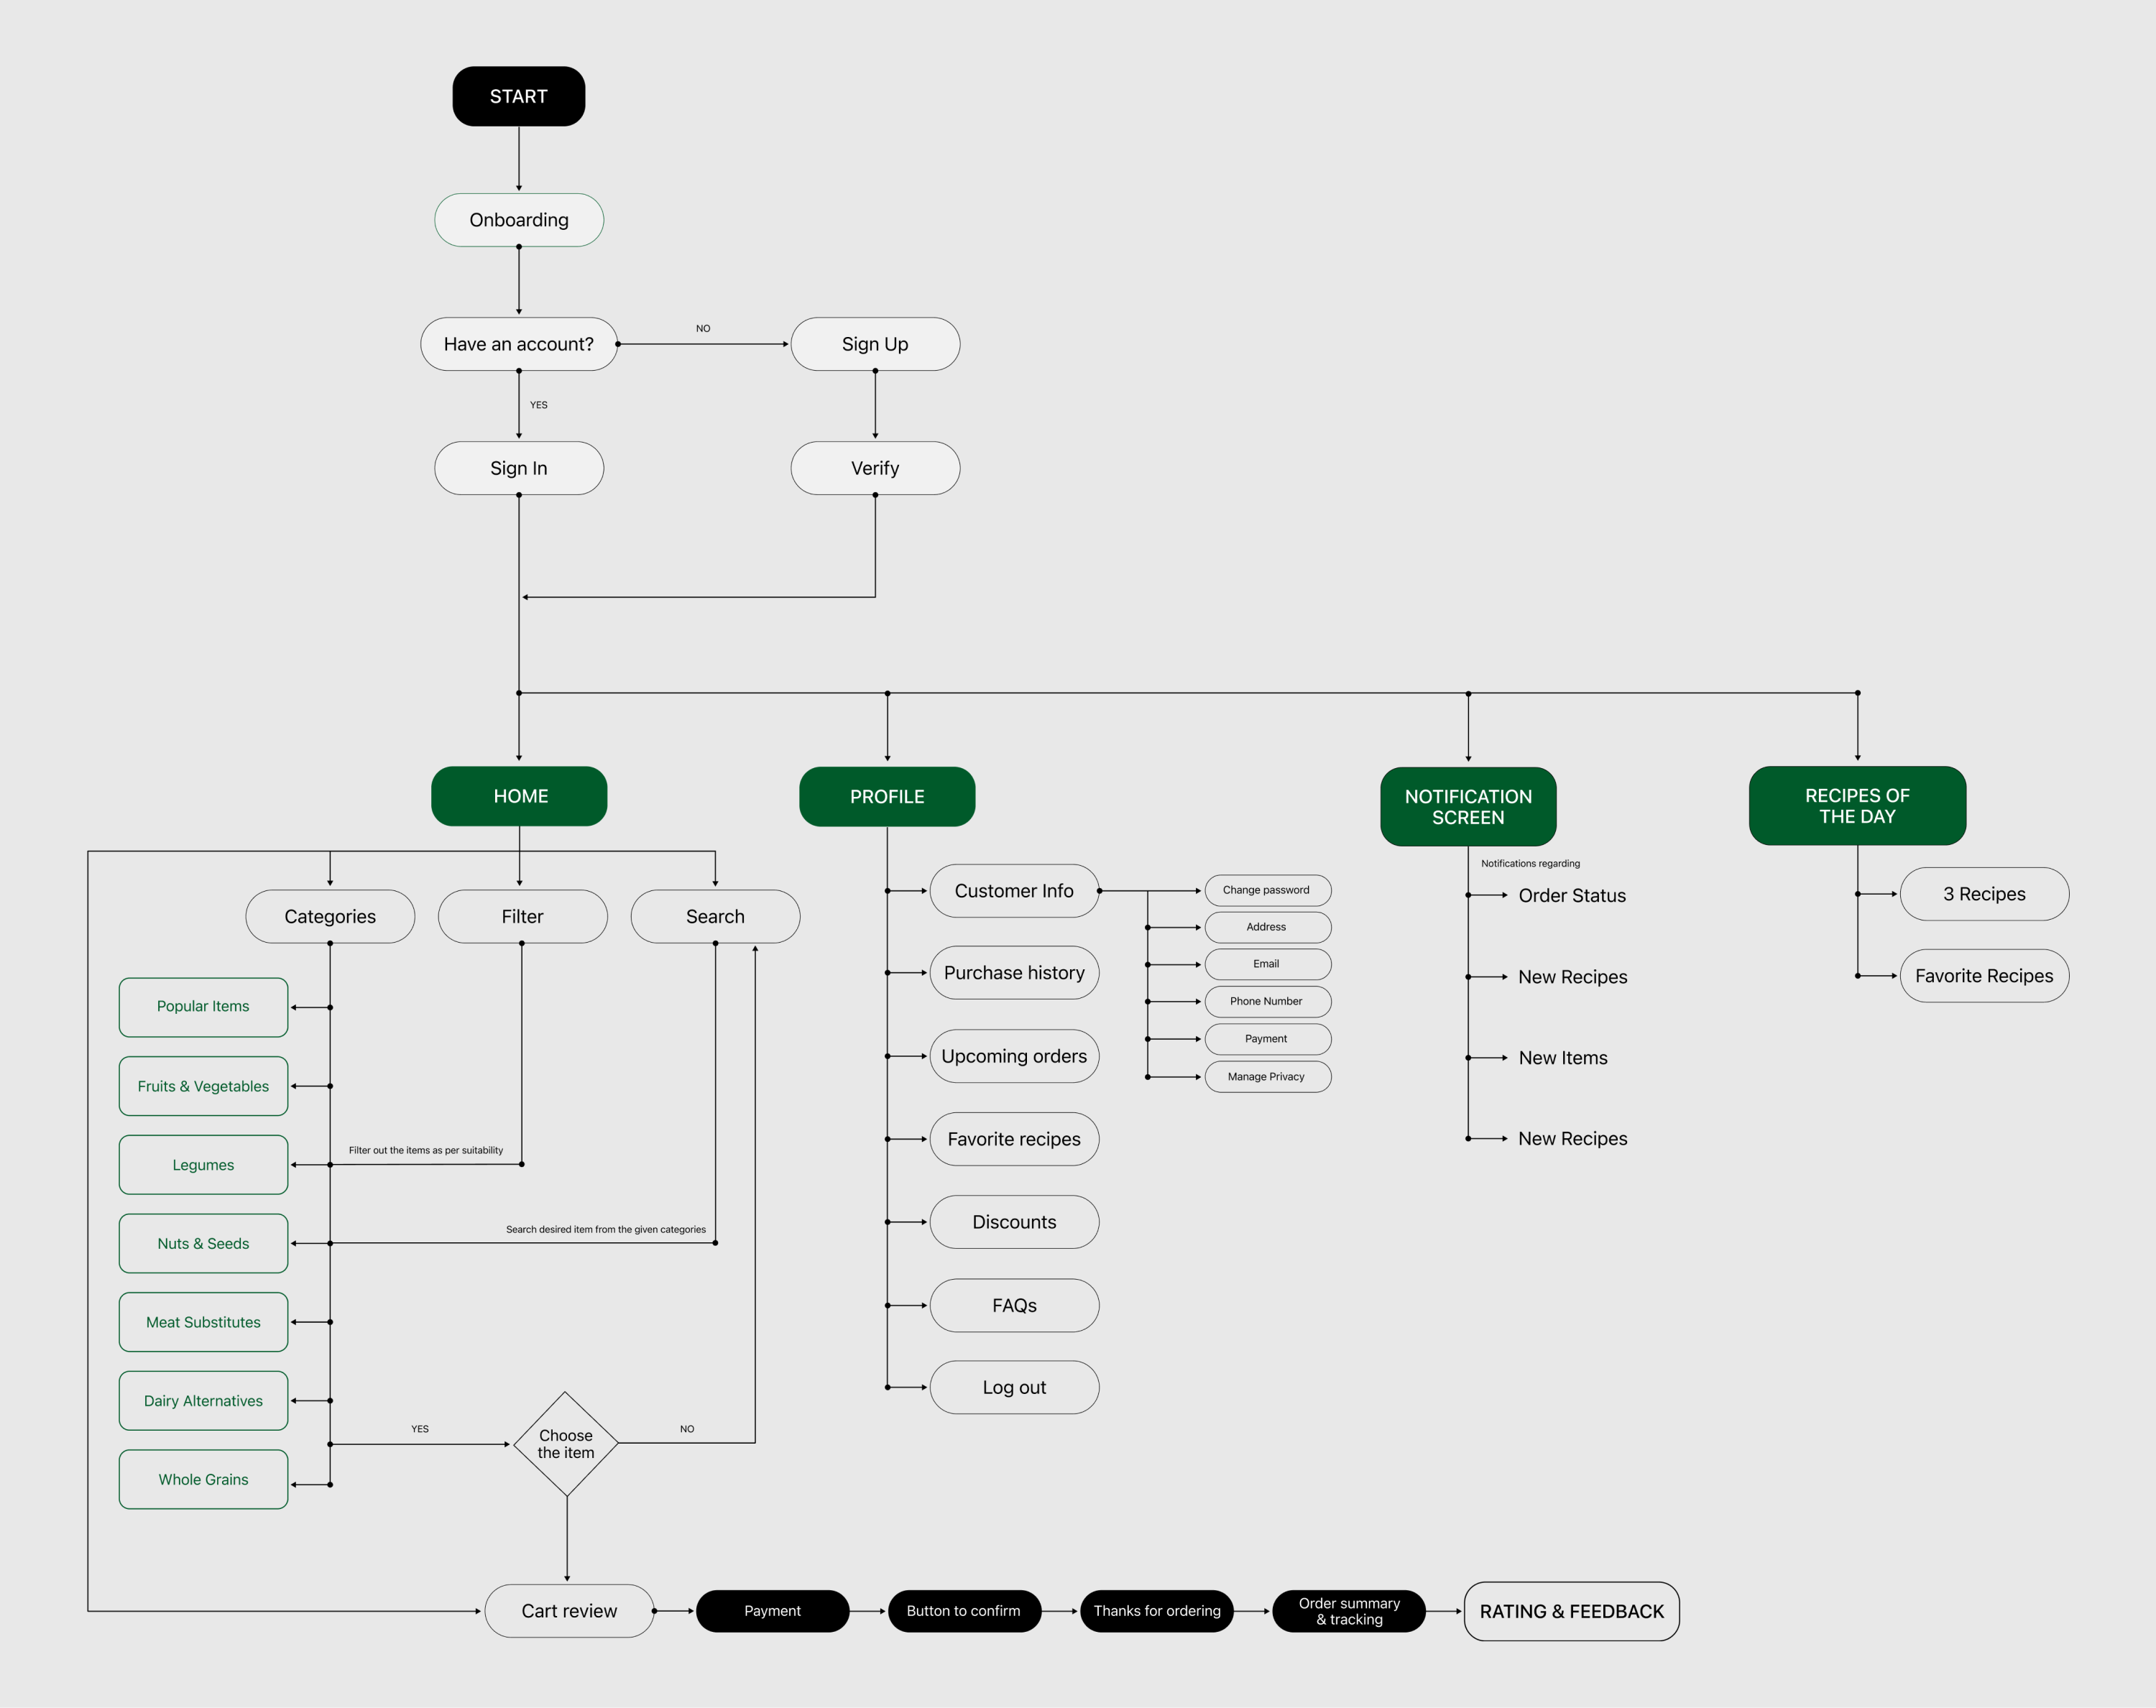 START
Onboarding
Have an account?
NO
Sign Up
YES
Sign In
Verify
HOME
PROFILE
NOTIFICATION
SCREEN
RECIPES OF
THE DAY
Categories
Filter
Search
Popular Items
Fruits & Vegetables
Legumes
Nuts & Seeds
Meat Substitutes
Dairy Alternatives
Whole Grains
Filter out the items as per suitability
Search desired item from the given categories
YES
Choose
the item
NO
Customer Info
Purchase history
Upcoming orders
Favorite recipes
Discounts
FAQs
Log out
Change password
Address
Email
Phone Number
Payment
Manage Privacy
Notifications regarding
Order Status
New Recipes
New Items
New Recipes
3 Recipes
Favorite Recipes
Cart review
Payment
Button to confirm
Thanks for ordering
Order summary
& tracking
RATING & FEEDBACK